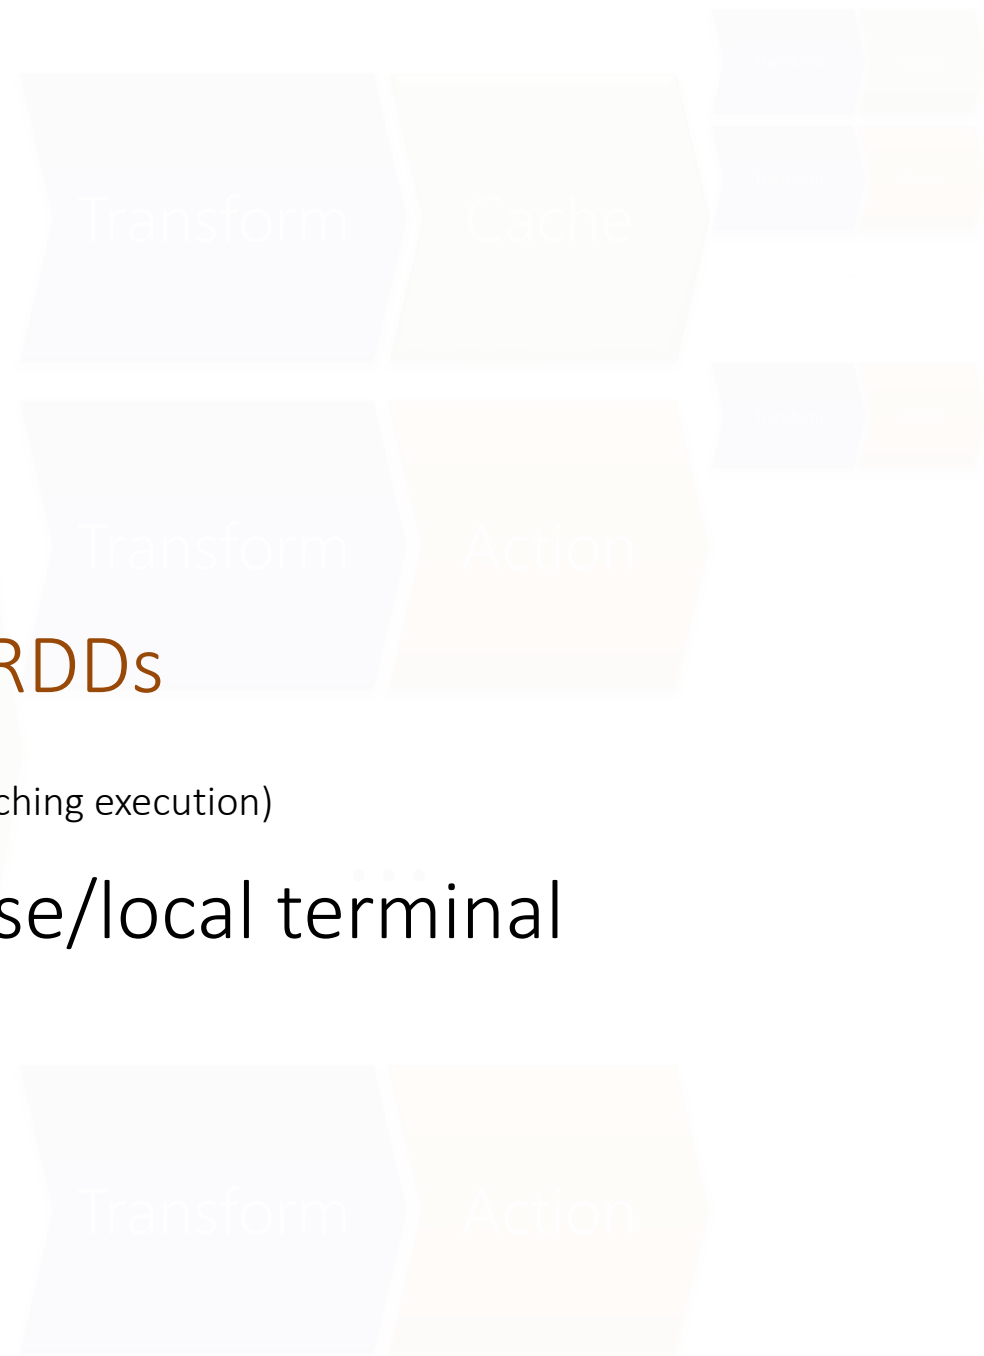 Transform Cache
Transform Action
RDDs
ching execution)
...
se/local terminal
Transform Action